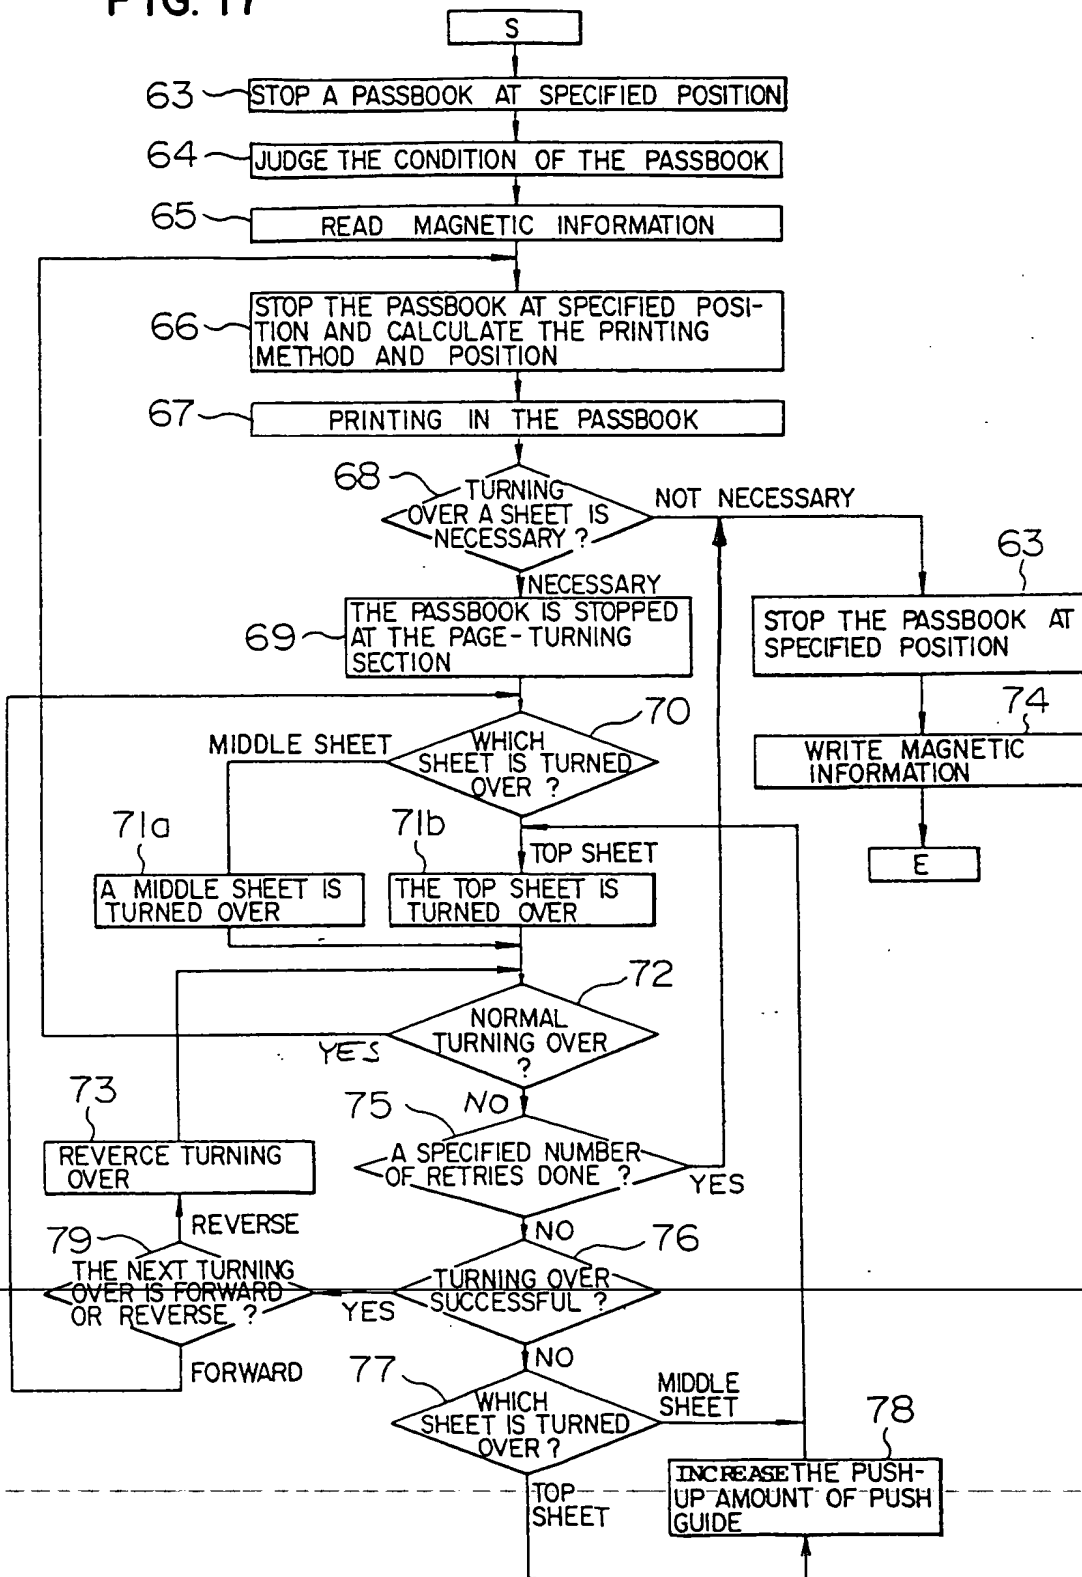 FIG. 17
S
63
STOP A PASSBOOK AT SPECIFIED POSITION
64
JUDGE THE CONDITION OF THE PASSBOOK
65
READ MAGNETIC INFORMATION
66
STOP THE PASSBOOK AT SPECIFIED POSI-
TION AND CALCULATE THE PRINTING
METHOD AND POSITION
67
PRINTING IN THE PASSBOOK
68
TURNING
OVER A SHEET IS
NECESSARY ?
NOT NECESSARY
NECESSARY
63
STOP THE PASSBOOK AT
SPECIFIED POSITION
69
THE PASSBOOK IS STOPPED
AT THE PAGE-TURNING
SECTION
74
WRITE MAGNETIC
INFORMATION
E
70
WHICH
SHEET IS TURNED
OVER ?
MIDDLE SHEET
TOP SHEET
71a
A MIDDLE SHEET IS
TURNED OVER
71b
THE TOP SHEET IS
TURNED OVER
72
NORMAL
TURNING OVER
?
YES
NO
73
REVERCE TURNING
OVER
75
A SPECIFIED NUMBER
OF RETRIES DONE ?
YES
NO
REVERSE
79
THE NEXT TURNING
OVER IS FORWARD
OR REVERSE ?
FORWARD
76
TURNING OVER
SUCCESSFUL ?
YES
NO
77
WHICH
SHEET IS TURNED
OVER ?
MIDDLE
SHEET
TOP
SHEET
78
INCREASE THE PUSH-
UP AMOUNT OF PUSH
GUIDE